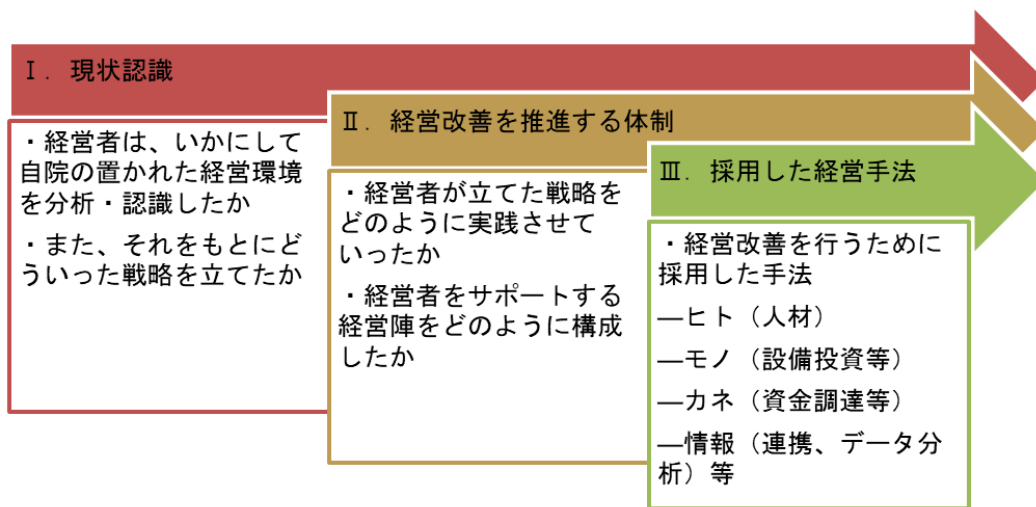 Ⅰ．現状認識
・経営者は、いかにして
自院の置かれた経営環境
を分析・認識したか
・また、それをもとにど
ういった戦略を立てたか
Ⅱ．経営改善を推進する体制
・経営者が立てた戦略を
どのように実践させて
いったか
・経営者をサポートする
経営陣をどのように構成
したか
Ⅲ．採用した経営手法
・経営改善を行うために
採用した手法
―ヒト（人材）
―モノ（設備投資等）
―カネ（資金調達等）
―情報（連携、データ分
析）等